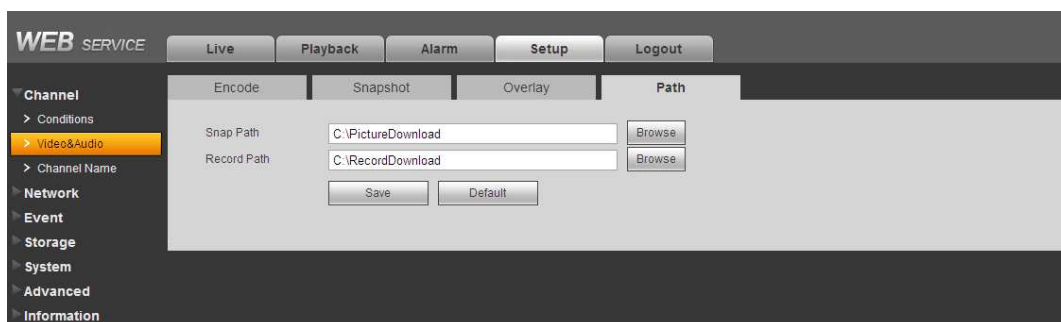 WEB SERVICE
Live Playback Alarm Setup Logout
Encode Snapshot Overlay Path
Channel
> Conditions
> Video&Audio
> Channel Name
Network
Event
Storage
System
Advanced
Information
Snap Path C:\PictureDownload Browse
Record Path C:\RecordDownload Browse
Save Default